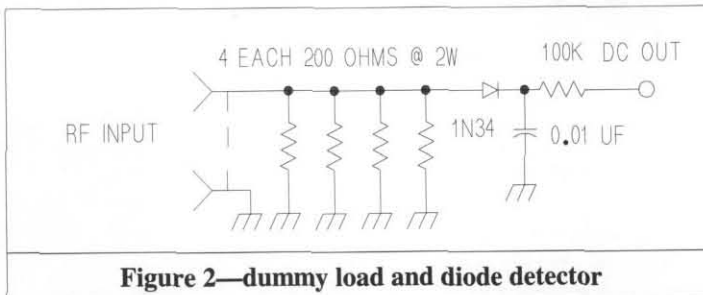 4 EACH 200 OHMS @ 2W
100K DC OUT
RF INPUT
1N34
0.01 UF
Figure 2—dummy load and diode detector